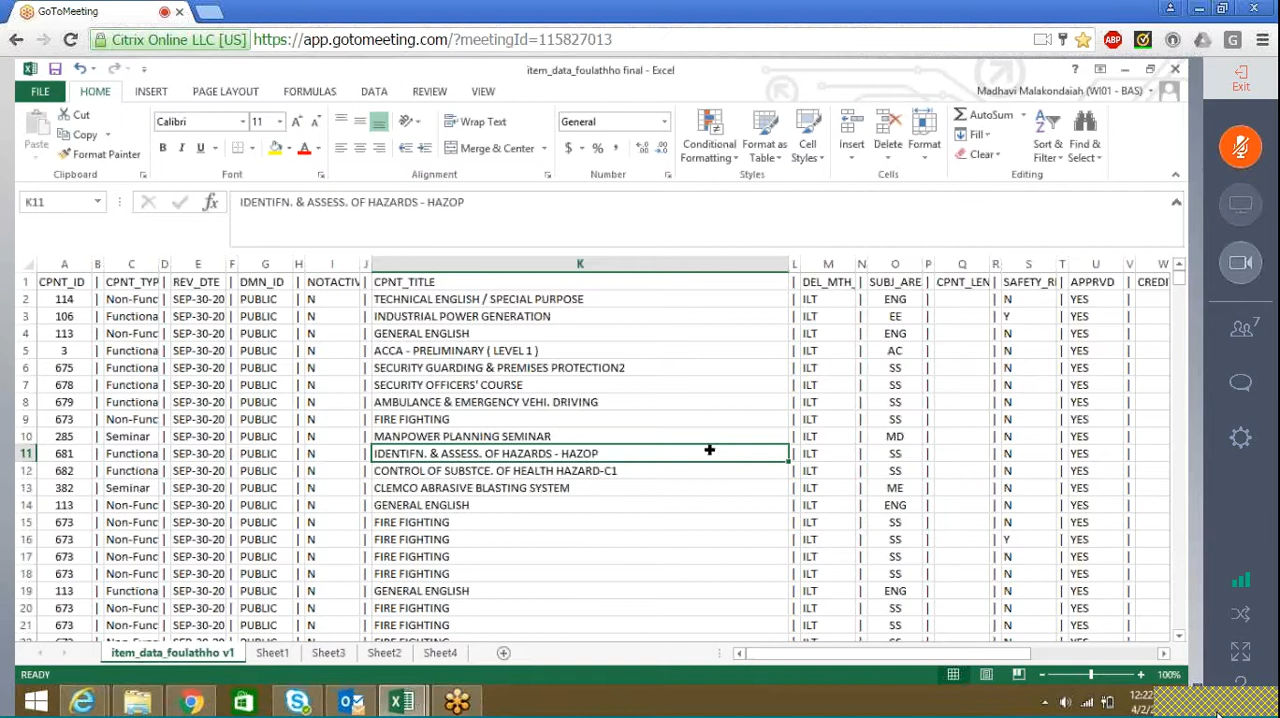 GoToMeeting
Citrix Online LLC [US] https://app.gotomeeting.com/?meetingId=115827013
ABP G
item_data_foulathho final - Excel
FILE HOME INSERT PAGE LAYOUT FORMULAS DATA REVIEW VIEW Madhavi Malakondaiah (WI01 - BAS)
Exit
Cut
Copy
Format Painter
Paste
Clipboard
Calibri 11
B I U
Font
Wrap Text
Merge & Center
Alignment
General
$ % ,
Number
Conditional Formatting
Format as Table
Cell Styles
Styles
Insert Delete Format
Cells
AutoSum
Fill
Clear
Sort & Filter
Find & Select
Editing
K11 fx IDENTIFN. & ASSESS. OF HAZARDS - HAZOP
A B C D E F G H I J K L M N O P Q R S T U V W
1 CPNT_ID | CPNT_TYP | REV_DTE | DMN_ID | NOTACTIV | CPNT_TITLE | DEL_MTH_ | SUBJ_ARE | CPNT_LEN | SAFETY_RE | APPRVD | CREDI
2 114 | Non-Func | SEP-30-20 | PUBLIC | N | TECHNICAL ENGLISH / SPECIAL PURPOSE | ILT | ENG | | N | YES |
3 106 | Functiona | SEP-30-20 | PUBLIC | N | INDUSTRIAL POWER GENERATION | ILT | EE | | Y | YES |
4 113 | Non-Func | SEP-30-20 | PUBLIC | N | GENERAL ENGLISH | ILT | ENG | | N | YES |
5 3 | Functiona | SEP-30-20 | PUBLIC | N | ACCA - PRELIMINARY ( LEVEL 1 ) | ILT | AC | | N | YES |
6 675 | Functiona | SEP-30-20 | PUBLIC | N | SECURITY GUARDING & PREMISES PROTECTION2 | ILT | SS | | N | YES |
7 678 | Functiona | SEP-30-20 | PUBLIC | N | SECURITY OFFICERS' COURSE | ILT | SS | | N | YES |
8 679 | Functiona | SEP-30-20 | PUBLIC | N | AMBULANCE & EMERGENCY VEHI. DRIVING | ILT | SS | | N | YES |
9 673 | Non-Func | SEP-30-20 | PUBLIC | N | FIRE FIGHTING | ILT | SS | | N | YES |
10 285 | Seminar | SEP-30-20 | PUBLIC | N | MANPOWER PLANNING SEMINAR | ILT | MD | | N | YES |
11 681 | Functiona | SEP-30-20 | PUBLIC | N | IDENTIFN. & ASSESS. OF HAZARDS - HAZOP | ILT | SS | | N | YES |
12 682 | Functiona | SEP-30-20 | PUBLIC | N | CONTROL OF SUBSTCE. OF HEALTH HAZARD-C1 | ILT | SS | | N | YES |
13 382 | Seminar | SEP-30-20 | PUBLIC | N | CLEMCO ABRASIVE BLASTING SYSTEM | ILT | ME | | N | YES |
14 113 | Non-Func | SEP-30-20 | PUBLIC | N | GENERAL ENGLISH | ILT | ENG | | N | YES |
15 673 | Non-Func | SEP-30-20 | PUBLIC | N | FIRE FIGHTING | ILT | SS | | N | YES |
16 673 | Non-Func | SEP-30-20 | PUBLIC | N | FIRE FIGHTING | ILT | SS | | Y | YES |
17 673 | Non-Func | SEP-30-20 | PUBLIC | N | FIRE FIGHTING | ILT | SS | | N | YES |
18 673 | Non-Func | SEP-30-20 | PUBLIC | N | FIRE FIGHTING | ILT | SS | | N | YES |
19 113 | Functiona | SEP-30-20 | PUBLIC | N | GENERAL ENGLISH | ILT | ENG | | N | YES |
20 673 | Non-Func | SEP-30-20 | PUBLIC | N | FIRE FIGHTING | ILT | SS | | N | YES |
21 673 | Non-Func | SEP-30-20 | PUBLIC | N | FIRE FIGHTING | ILT | SS | | N | YES |
item_data_foulathho v1 Sheet1 Sheet3 Sheet2 Sheet4
READY 100%
7
12:22
4/2/2